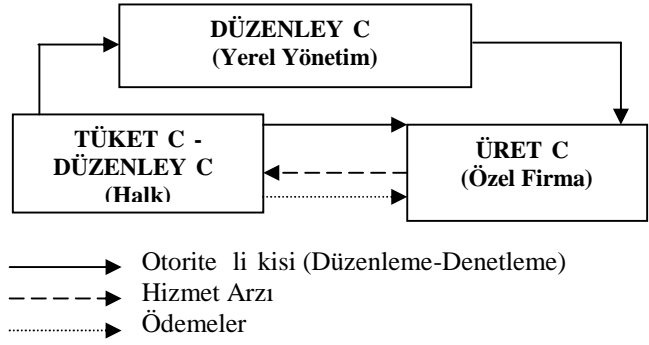 DÜZENLEY C
(Yerel Yönetim)
TÜKET C -
DÜZENLEY C
(Halk)
ÜRET C
(Özel Firma)
Otorite li kisi (Düzenleme-Denetleme)
Hizmet Arzı
Ödemeler